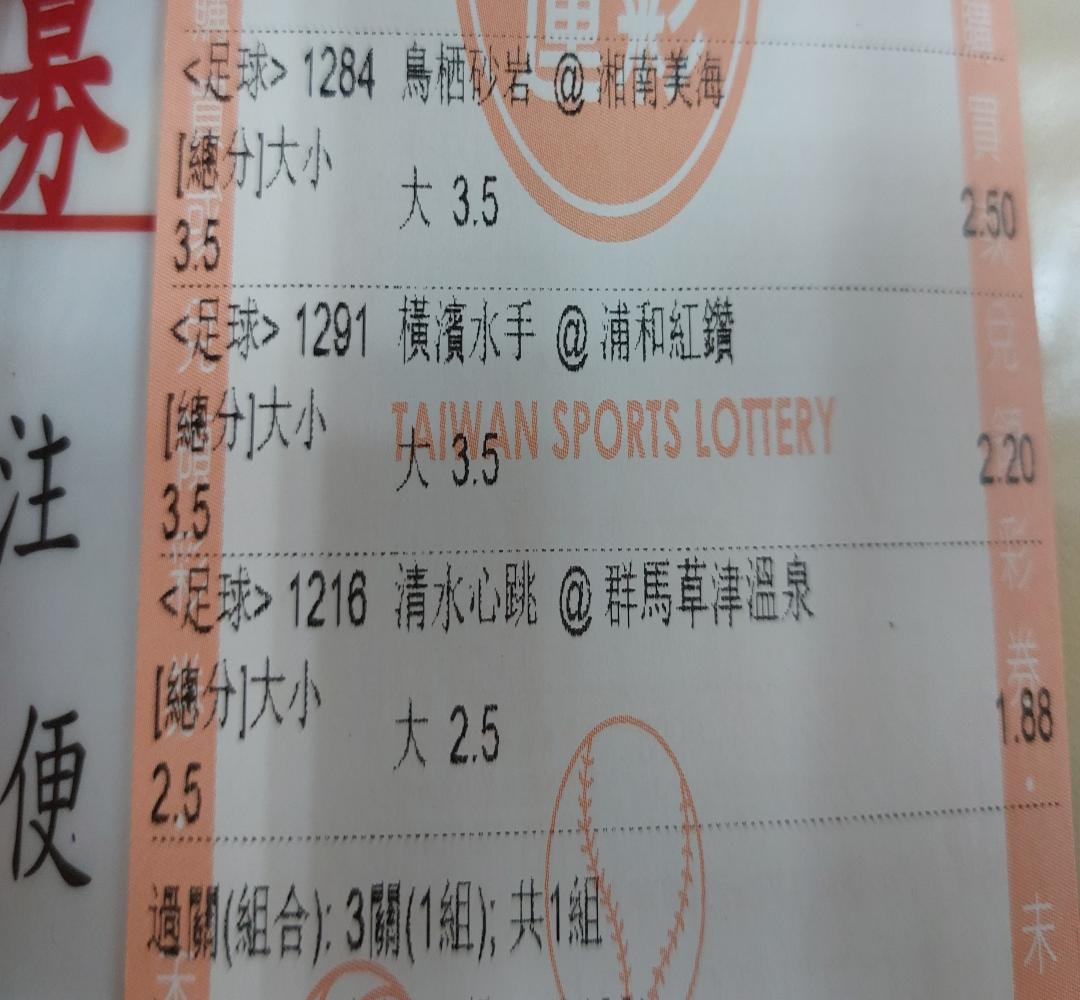 <足球> 1284 鳥栖砂岩 @ 湘南美海
[總分]大小
3.5
大 3.5
2.50
<足球> 1291 橫濱水手 @ 浦和紅鑽
[總分]大小
3.5
TAIWAN SPORTS LOTTERY
大 3.5
2.20
<足球> 1216 清水心跳 @ 群馬草津溫泉
[總分]大小
2.5
大 2.5
1.88
過關(組合): 3關(1組); 共1組
注
便